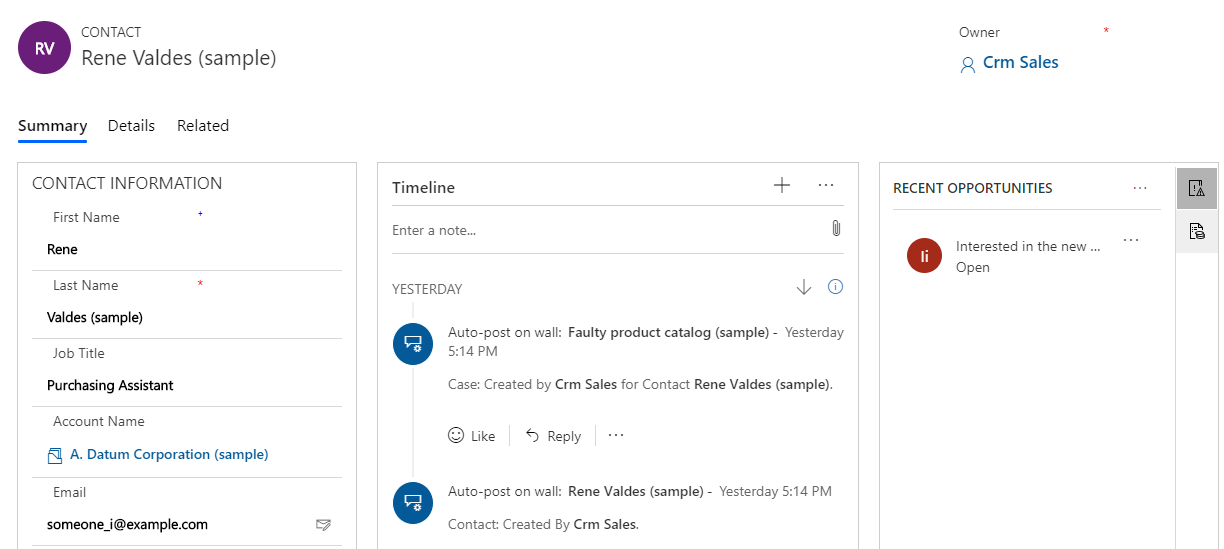 RV
CONTACT
Rene Valdes (sample)
Owner *
Crm Sales
Summary Details Related
CONTACT INFORMATION
First Name +
Rene
Last Name *
Valdes (sample)
Job Title
Purchasing Assistant
Account Name
A. Datum Corporation (sample)
Email
someone_i@example.com
Timeline
Enter a note...
YESTERDAY
Auto-post on wall: Faulty product catalog (sample) - Yesterday
5:14 PM
Case: Created by Crm Sales for Contact Rene Valdes (sample).
Like Reply
Auto-post on wall: Rene Valdes (sample) - Yesterday 5:14 PM
Contact: Created By Crm Sales.
RECENT OPPORTUNITIES
Ii
Interested in the new ...
Open